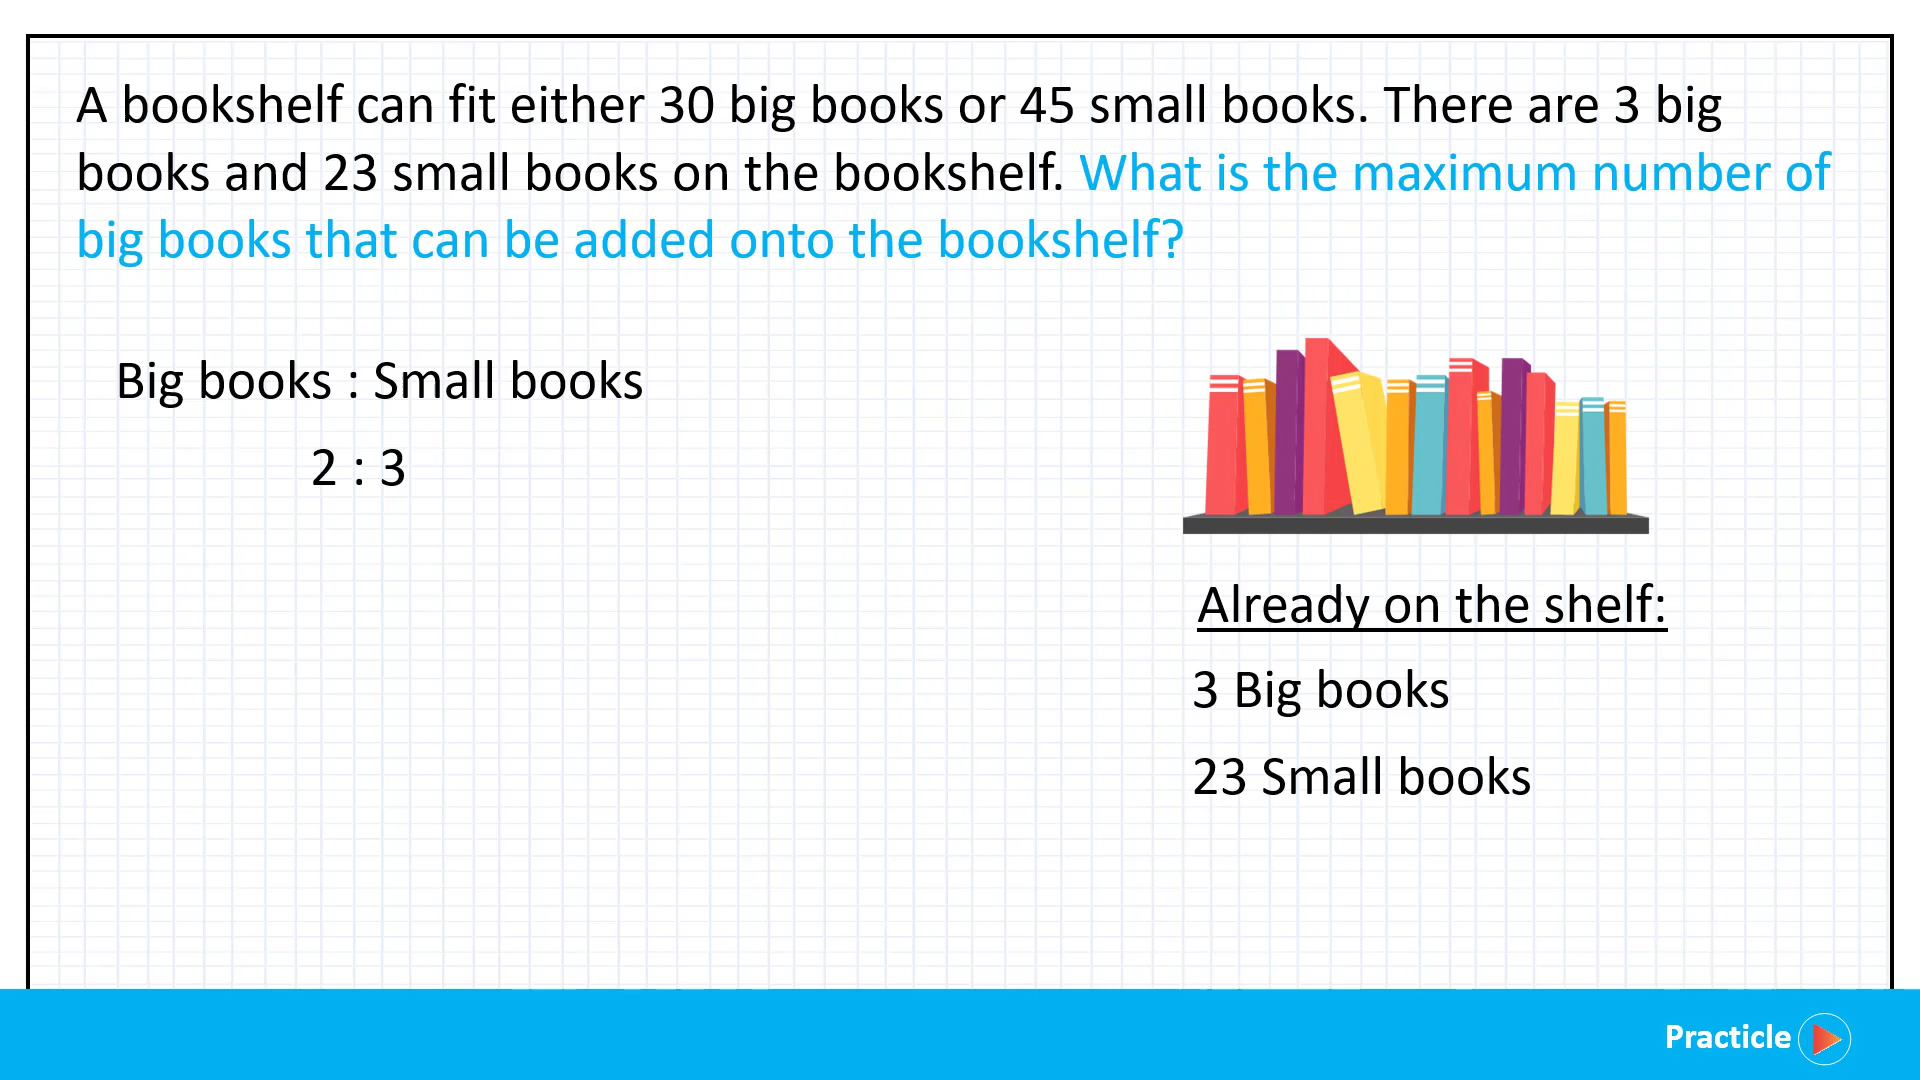 A bookshelf can fit either 30 big books or 45 small books. There are 3 big
books and 23 small books on the bookshelf. What is the maximum number of
big books that can be added onto the bookshelf?
Big books : Small books
2 : 3
Already on the shelf:
3 Big books
23 Small books
Practicle